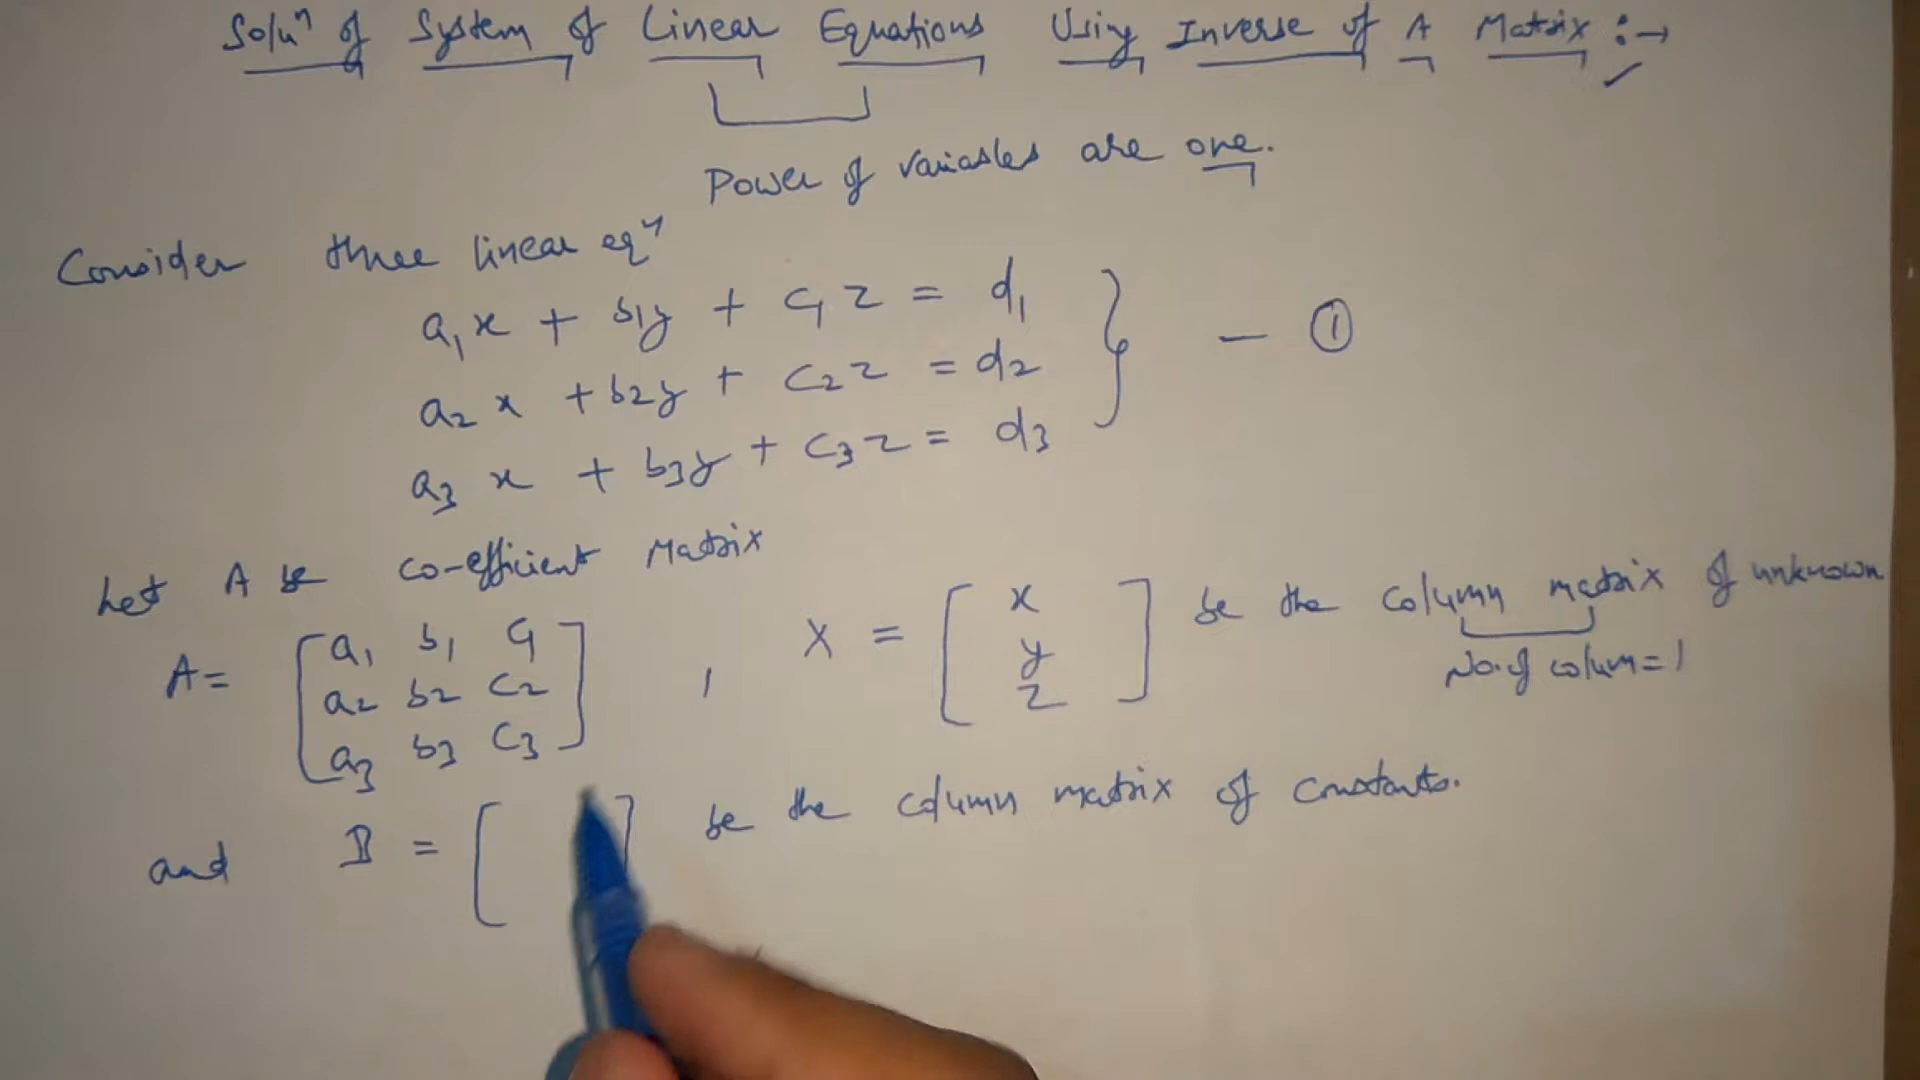 Solu^n of System of Linear Equations Using Inverse of A Matrix :→
Power of variables are one.
Consider three linear eq^n
a₁x + b₁y + c₁z = d₁
a₂x + b₂y + c₂z = d₂ } — ①
a₃x + b₃y + c₃z = d₃
Let A be co-efficient Matrix
A = [a₁ b₁ c₁
a₂ b₂ c₂
a₃ b₃ c₃] , X = [x
y
z] be the column matrix of unknown
No. of column = 1
and B = [ ] be the column matrix of constants.